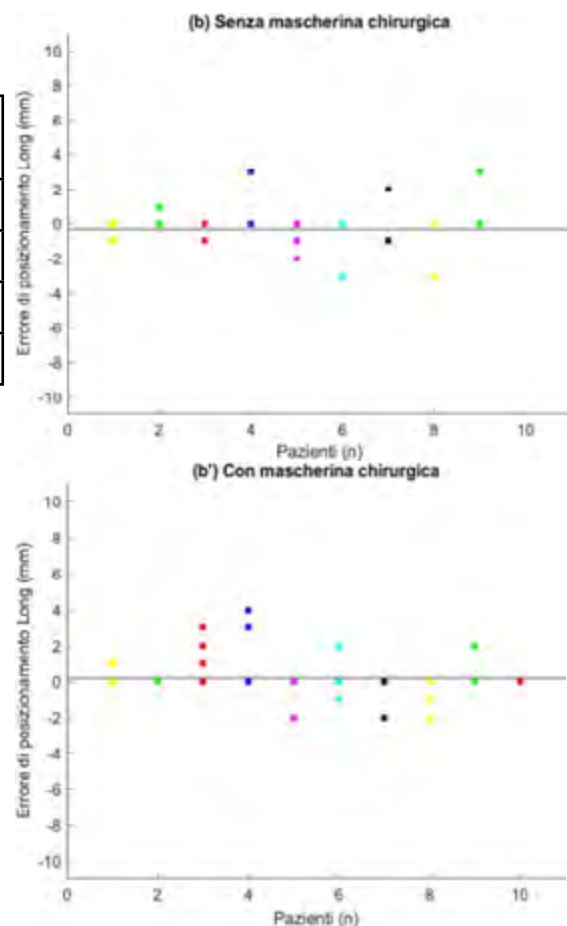 (b) Senza mascherina chirurgica
10
8
6
4
2
0
-2
-4
-6
-8
-10
Errore di posizionamento Long (mm)
0 2 4 6 8 10
Pazienti (n)
(b') Con mascherina chirurgica
10
8
6
4
2
0
-2
-4
-6
-8
-10
Errore di posizionamento Long (mm)
0 2 4 6 8 10
Pazienti (n)